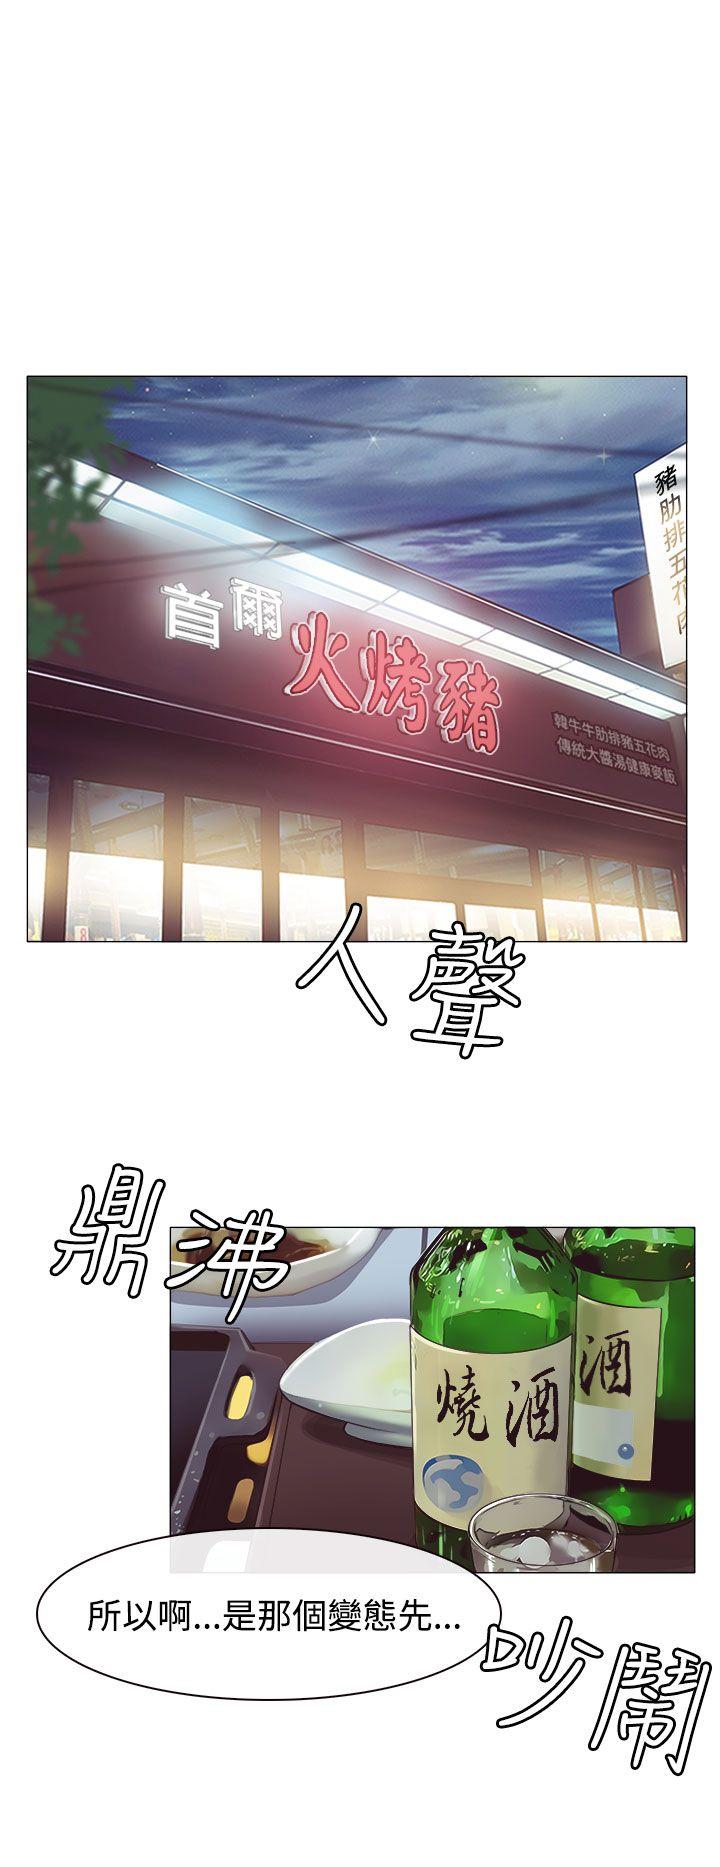 豬肋排五花肉
首爾火烤豬
韓牛牛肋排豬五花肉
傳統大醬湯健康麥飯
8
人聲
鼎沸
燒酒
酒
所以啊...是那個變態先...
吵鬧